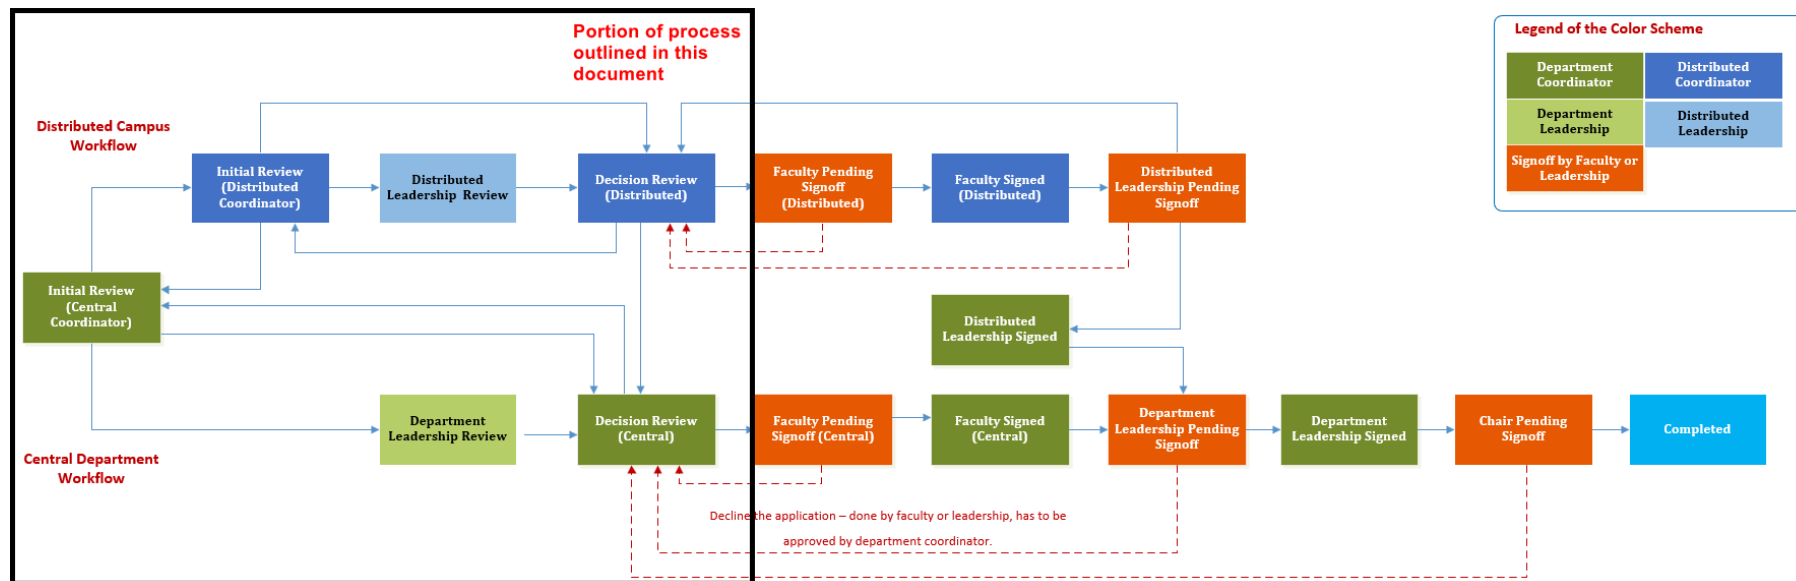 Portion of process
outlined in this
document
Legend of the Color Scheme
Department
Coordinator
Distributed
Coordinator
Department
Leadership
Distributed
Leadership
Signoff by Faculty or
Leadership
Distributed Campus
Workflow
Initial Review
(Distributed
Coordinator)
Distributed
Leadership Review
Decision Review
(Distributed)
Faculty Pending
Signoff
(Distributed)
Faculty Signed
(Distributed)
Distributed
Leadership Pending
Signoff
Initial Review
(Central
Coordinator)
Distributed
Leadership Signed
Department
Leadership Review
Decision Review
(Central)
Faculty Pending
Signoff (Central)
Faculty Signed
(Central)
Department
Leadership Pending
Signoff
Department
Leadership Signed
Chair Pending
Signoff
Completed
Central Department
Workflow
Decline the application – done by faculty or leadership, has to be
approved by department coordinator.